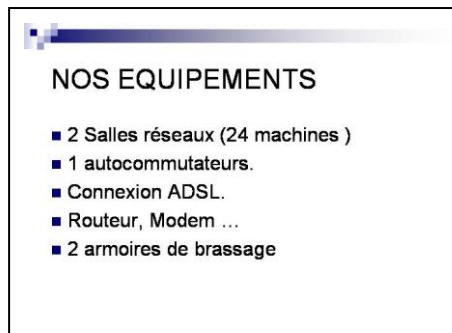 NOS EQUIPEMENTS
2 Salles réseaux (24 machines )
1 autocommutateurs.
Connexion ADSL.
Routeur, Modem ...
2 armoires de brassage